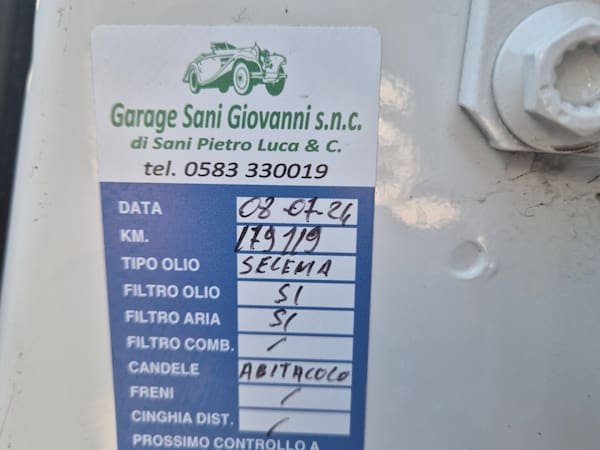 Garage Sani Giovanni s.n.c.
di Sani Pietro Luca & C.
tel. 0583 330019
DATA 08-07-24
KM. 179119
TIPO OLIO SELEMA
FILTRO OLIO SI
FILTRO ARIA SI
FILTRO COMB. /
CANDELE ABITACOLO
FRENI /
CINGHIA DIST. /
PROSSIMO CONTROLLO A